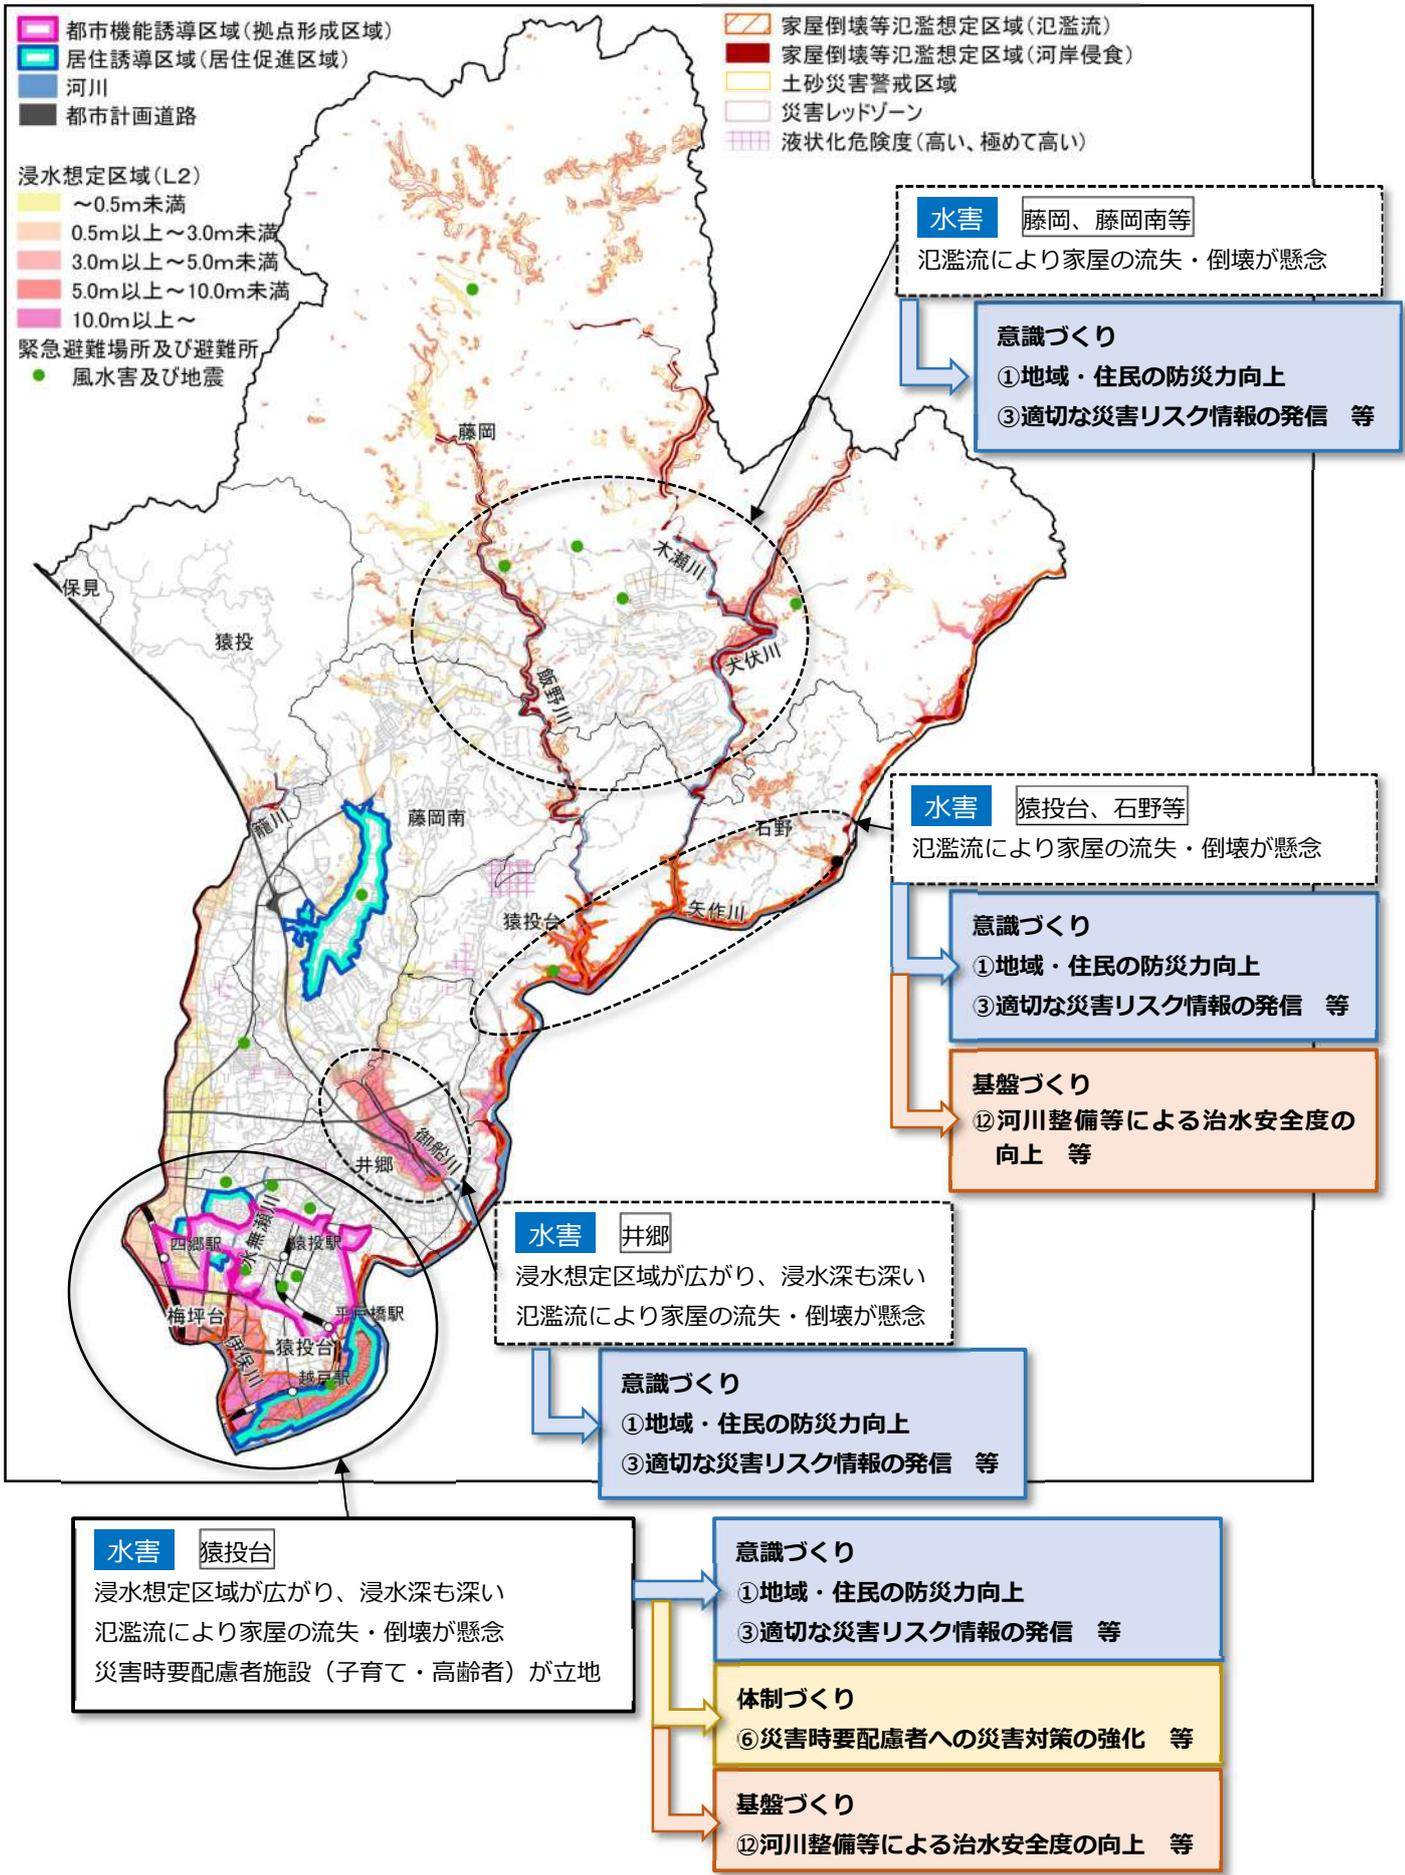 都市機能誘導区域(拠点形成区域)
居住誘導区域(居住促進区域)
河川
都市計画道路
浸水想定区域(L2)
～0.5m未満
0.5m以上～3.0m未満
3.0m以上～5.0m未満
5.0m以上～10.0m未満
10.0m以上～
緊急避難場所及び避難所
風水害及び地震
家屋倒壊等氾濫想定区域(氾濫流)
家屋倒壊等氾濫想定区域(河岸侵食)
土砂災害警戒区域
災害レッドゾーン
液状化危険度(高い、極めて高い)
水害 藤岡、藤岡南等
氾濫流により家屋の流失・倒壊が懸念
意識づくり
①地域・住民の防災力向上
③適切な災害リスク情報の発信 等
藤岡
木瀬川
保見
猿投
犬伏川
飯野川
籠川
藤岡南
石野
猿投台
矢作川
水害 猿投台、石野等
氾濫流により家屋の流失・倒壊が懸念
意識づくり
①地域・住民の防災力向上
③適切な災害リスク情報の発信 等
基盤づくり
⑫河川整備等による治水安全度の
向上 等
御船川
井郷
四郷駅
水無瀬川
猿投駅
梅坪台
平戸橋駅
伊保川
猿投台
越戸駅
水害 井郷
浸水想定区域が広がり、浸水深も深い
氾濫流により家屋の流失・倒壊が懸念
意識づくり
①地域・住民の防災力向上
③適切な災害リスク情報の発信 等
水害 猿投台
浸水想定区域が広がり、浸水深も深い
氾濫流により家屋の流失・倒壊が懸念
災害時要配慮者施設（子育て・高齢者）が立地
意識づくり
①地域・住民の防災力向上
③適切な災害リスク情報の発信 等
体制づくり
⑥災害時要配慮者への災害対策の強化 等
基盤づくり
⑫河川整備等による治水安全度の向上 等